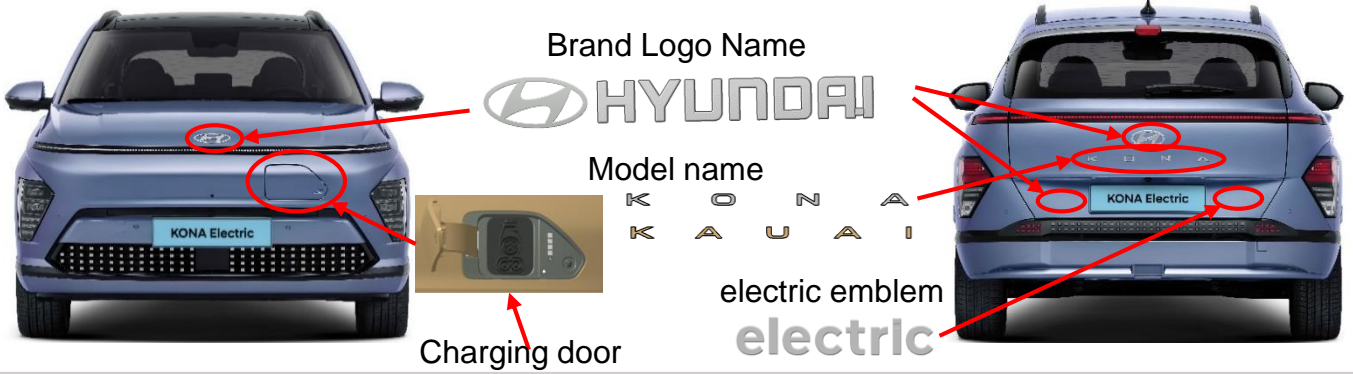 Brand Logo Name
HYUNDAI
Model name
K O N A
K A U A I
electric emblem
electric
Charging door
KONA Electric
K O N A
KONA Electric